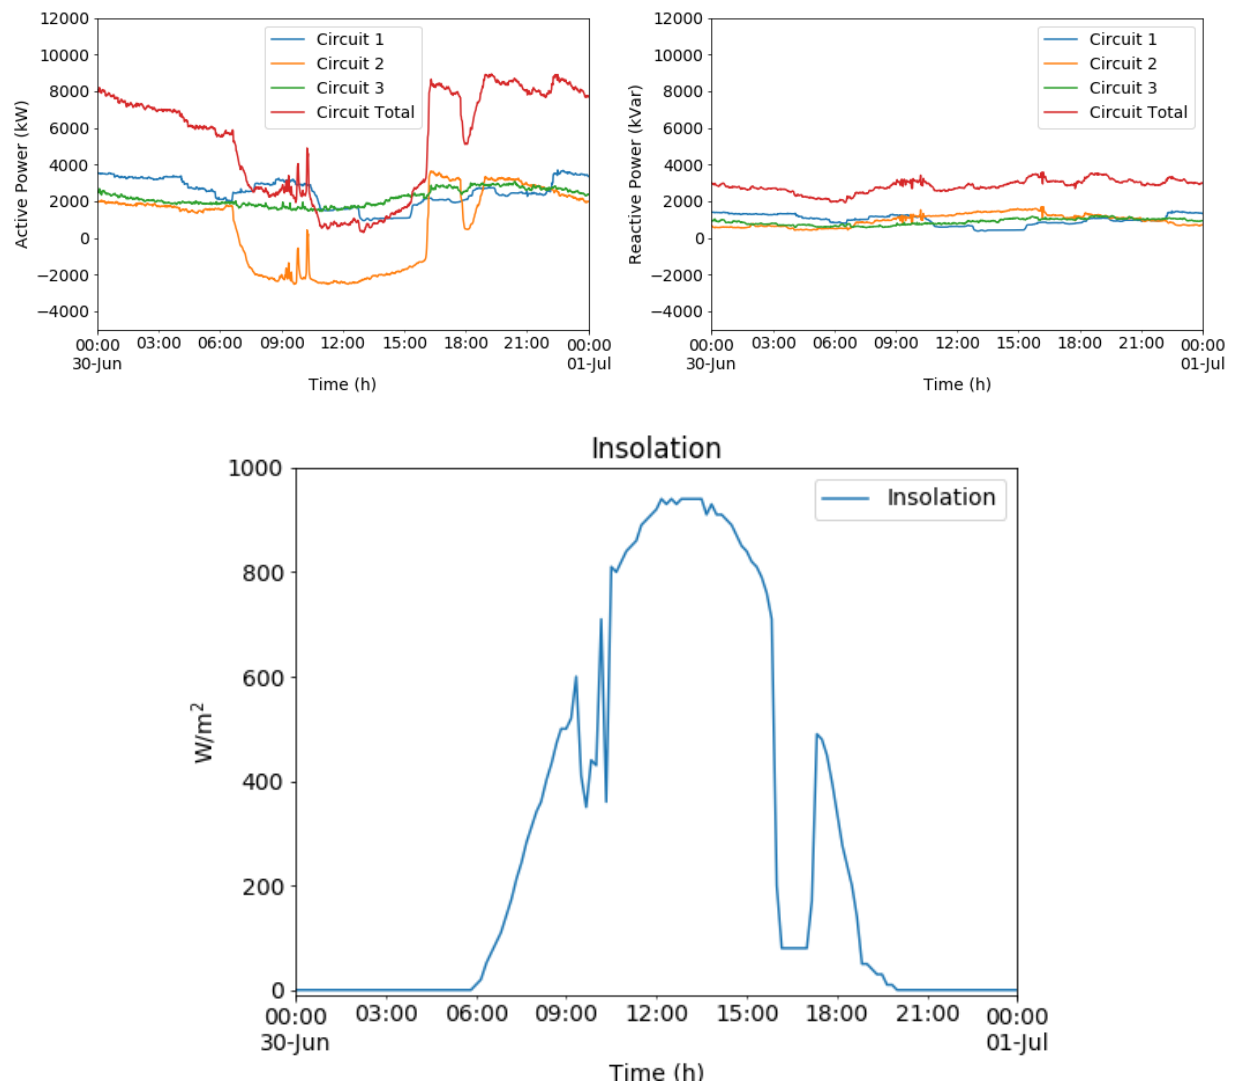 12000
10000
8000
6000
4000
2000
0
−2000
−4000
Active Power (kW)
Circuit 1
Circuit 2
Circuit 3
Circuit Total
00:00 03:00 06:00 09:00 12:00 15:00 18:00 21:00 00:00
30-Jun 01-Jul
Time (h)
12000
10000
8000
6000
4000
2000
0
−2000
−4000
Reactive Power (kVar)
Circuit 1
Circuit 2
Circuit 3
Circuit Total
00:00 03:00 06:00 09:00 12:00 15:00 18:00 21:00 00:00
30-Jun 01-Jul
Time (h)
Insolation
1000
800
600
400
200
0
W/m²
Insolation
00:00 03:00 06:00 09:00 12:00 15:00 18:00 21:00 00:00
30-Jun 01-Jul
Time (h)